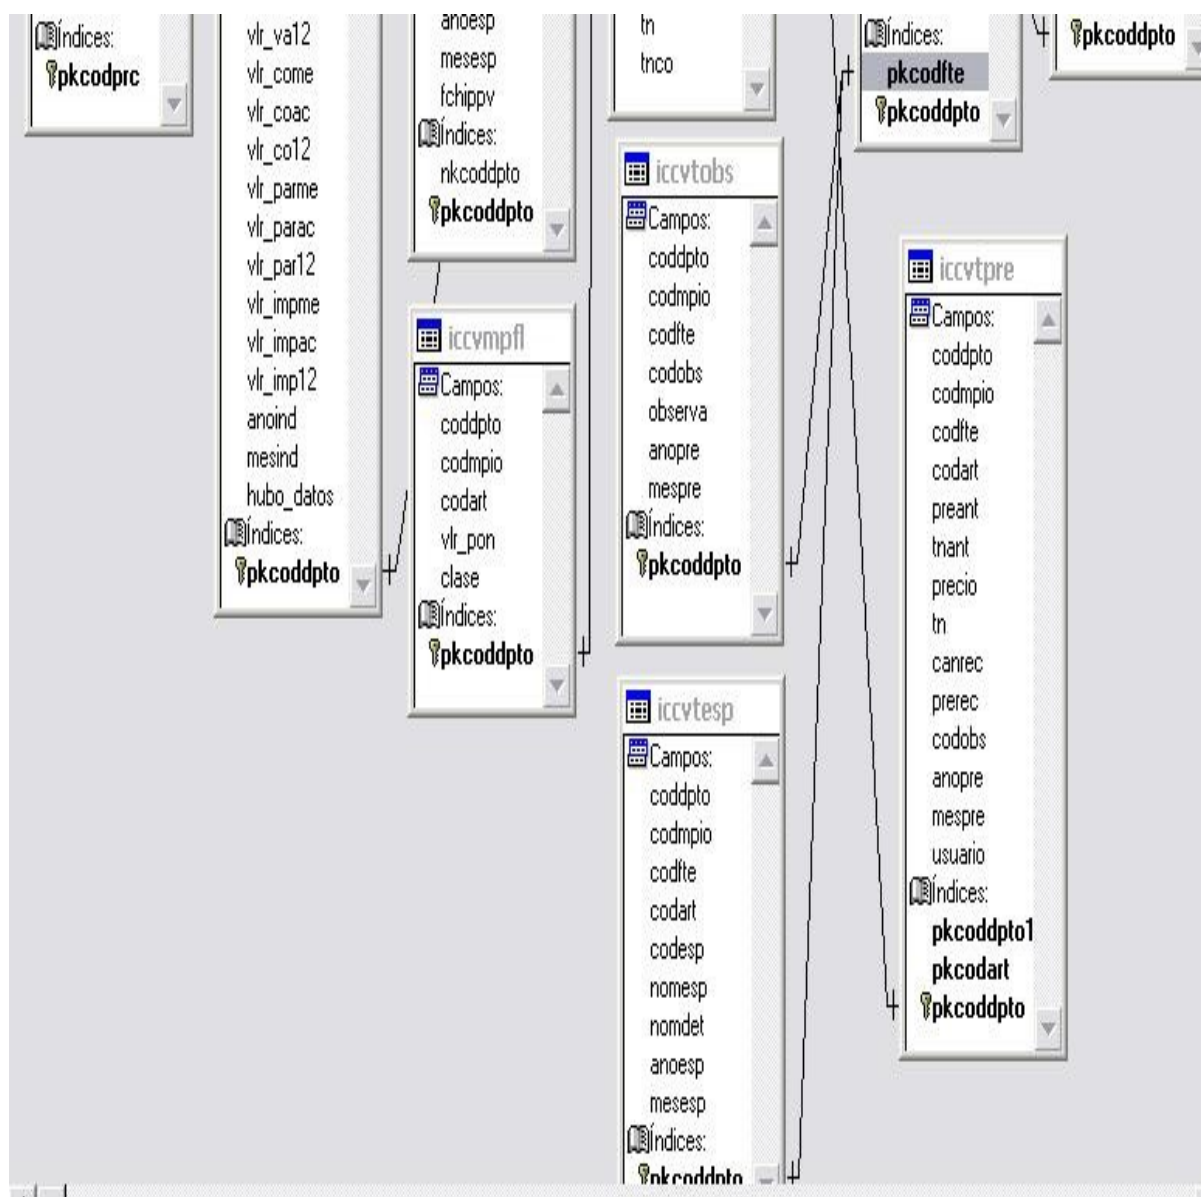 Índices:
pkcodprc
vlr_va12
vlr_come
vlr_coac
vlr_co12
vlr_parme
vlr_parac
vlr_par12
vlr_impme
vlr_impac
vlr_imp12
anoind
mesind
hubo_datos
Índices:
pkcoddpto
anoesp
mesesp
fchippv
Índices:
nkcoddpto
pkcoddpto
iccvmpfl
Campos:
coddpto
codmpio
codart
vlr_pon
clase
Índices:
pkcoddpto
tn
tnco
iccvtobs
Campos:
coddpto
codmpio
codfte
codobs
observa
anopre
mespre
Índices:
pkcoddpto
iccvtesp
Campos:
coddpto
codmpio
codfte
codart
codesp
nomesp
nomdet
anoesp
mesesp
Índices:
pkcoddpto
Índices:
pkcodfte
pkcoddpto
iccvtpre
Campos:
coddpto
codmpio
codfte
codart
preant
tnant
precio
tn
canrec
prerec
codobs
anopre
mespre
usuario
Índices:
pkcoddpto1
pkcodart
pkcoddpto
pkcoddpto